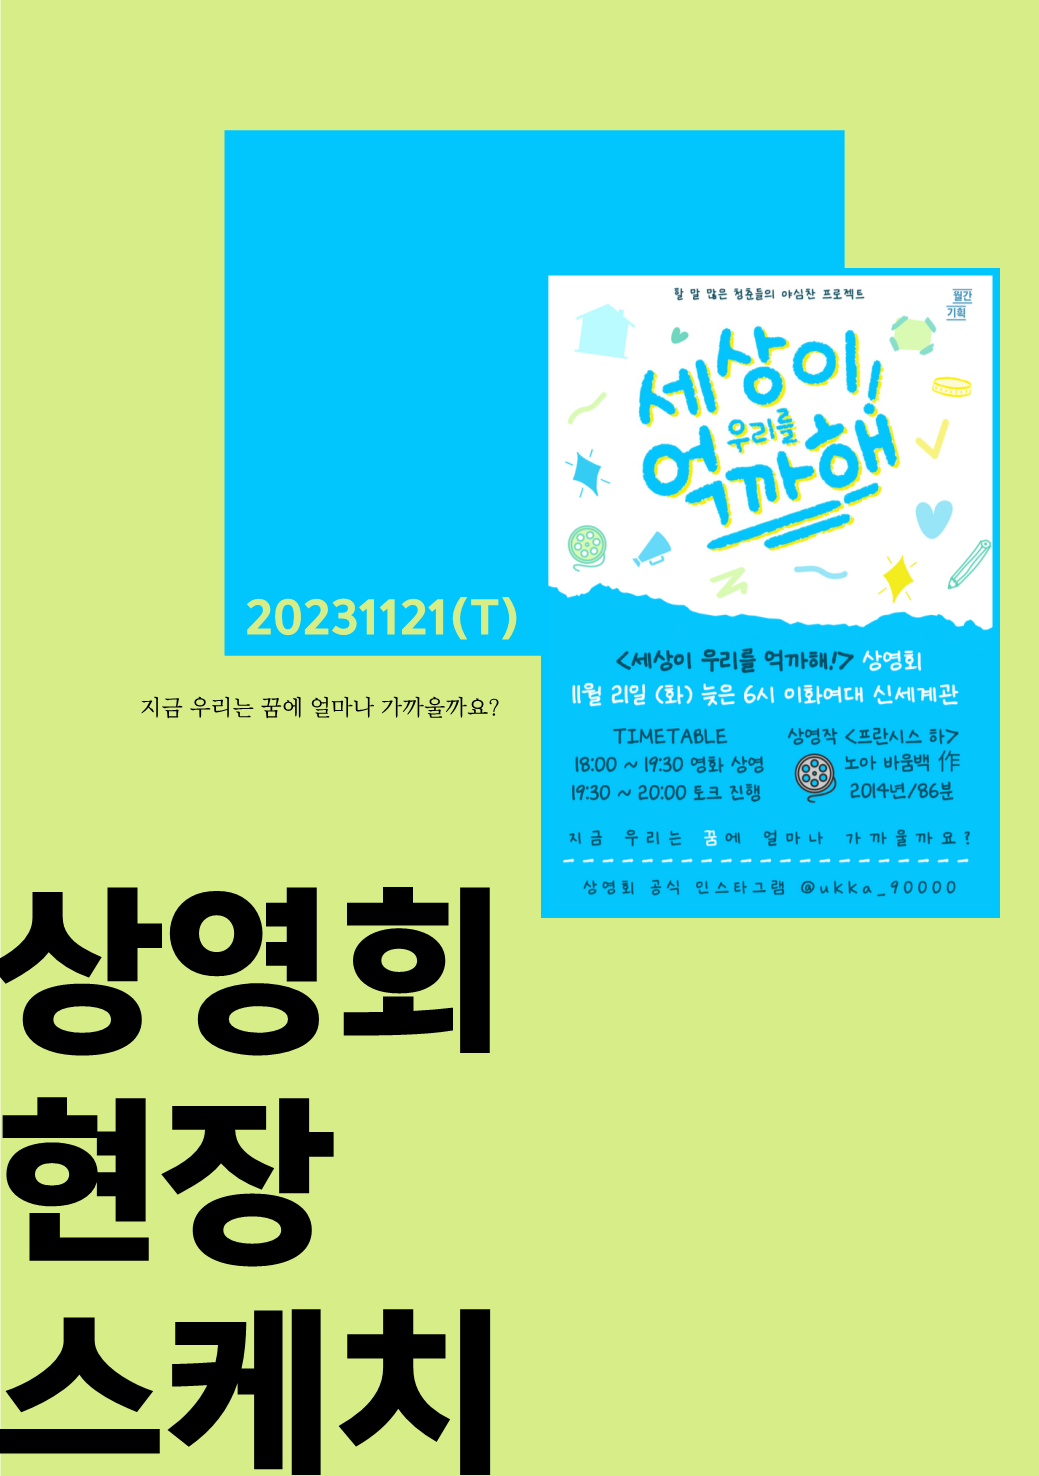 할 말 많은 청춘들의 야심찬 프로젝트
월간
기획
세상이!
우리를
억까해
20231121(T)
지금 우리는 꿈에 얼마나 가까울까요?
<세상이 우리를 억까해!> 상영회
11월 21일 (화) 늦은 6시 이화여대 신세계관
TIMETABLE
18:00 ~ 19:30 영화 상영
19:30 ~ 20:00 토크 진행
상영작 <프란시스 하>
노아 바움백 作
2014년/86분
지금 우리는 꿈에 얼마나 가까울까요?
상영회 공식 인스타그램 @ukka_90000
상영회
현장
스케치